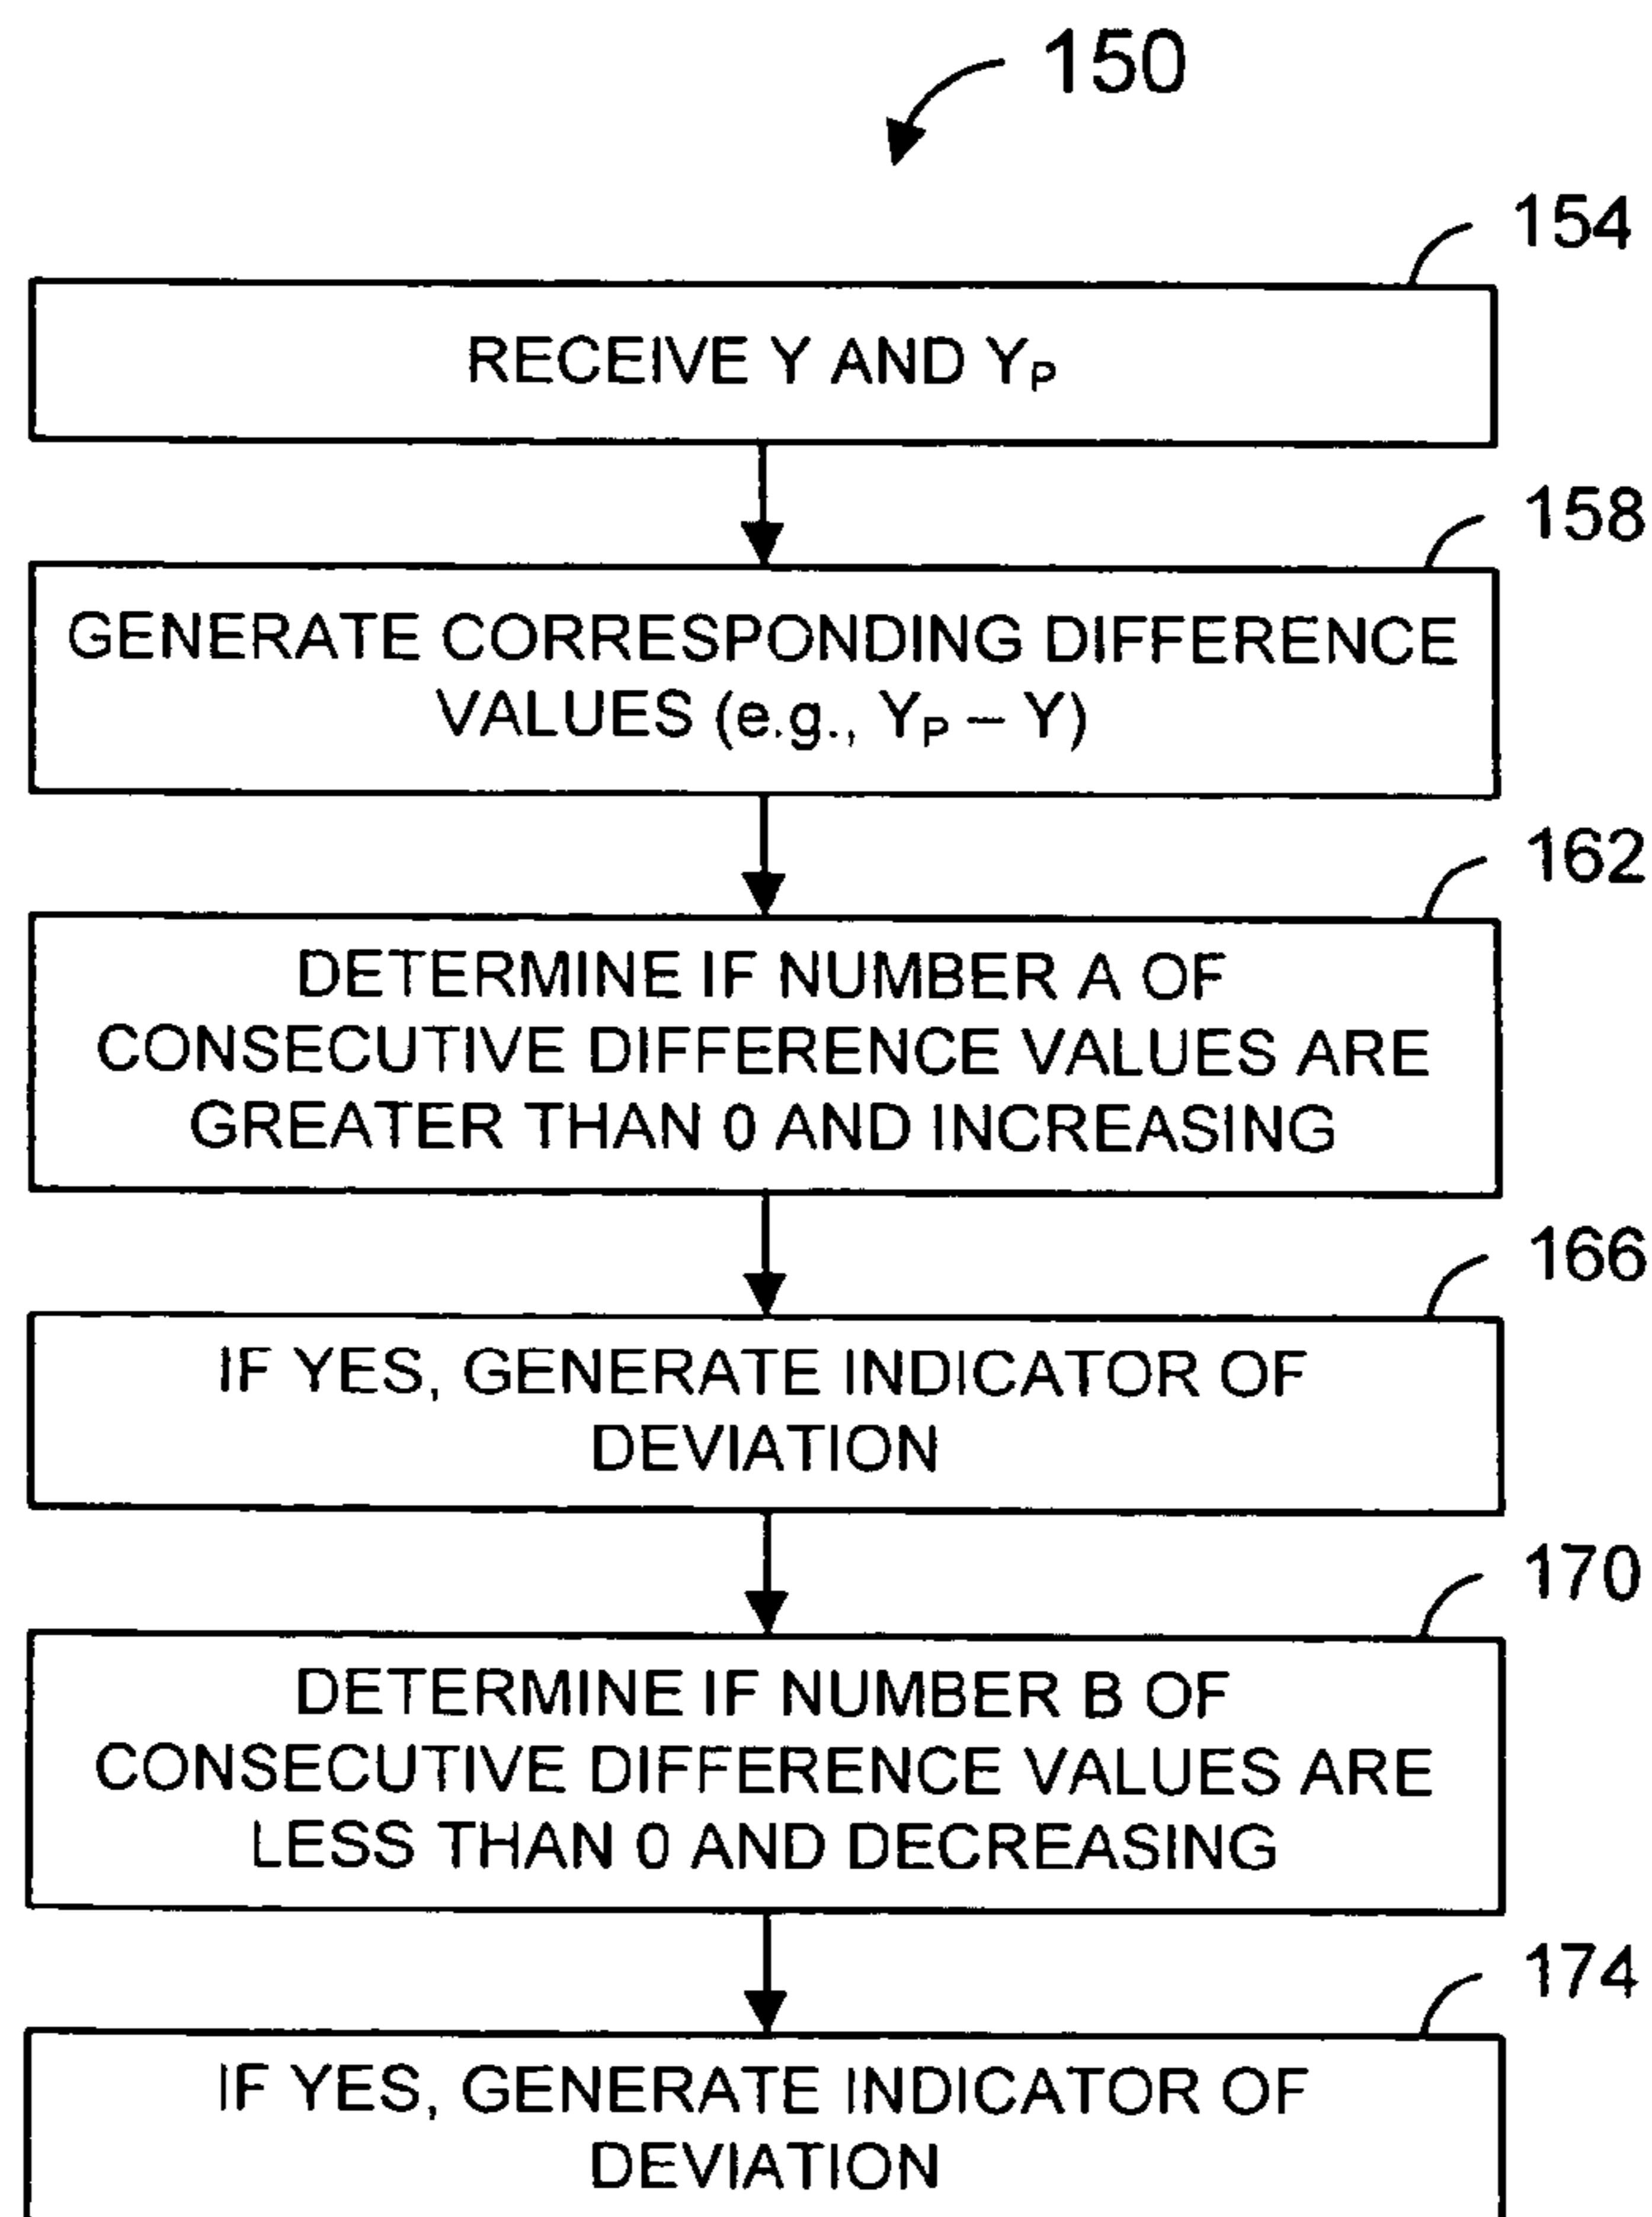 150
154
RECEIVE Y AND YP
158
GENERATE CORRESPONDING DIFFERENCE
VALUES (e.g., YP – Y)
162
DETERMINE IF NUMBER A OF
CONSECUTIVE DIFFERENCE VALUES ARE
GREATER THAN 0 AND INCREASING
166
IF YES, GENERATE INDICATOR OF
DEVIATION
170
DETERMINE IF NUMBER B OF
CONSECUTIVE DIFFERENCE VALUES ARE
LESS THAN 0 AND DECREASING
174
IF YES, GENERATE INDICATOR OF
DEVIATION